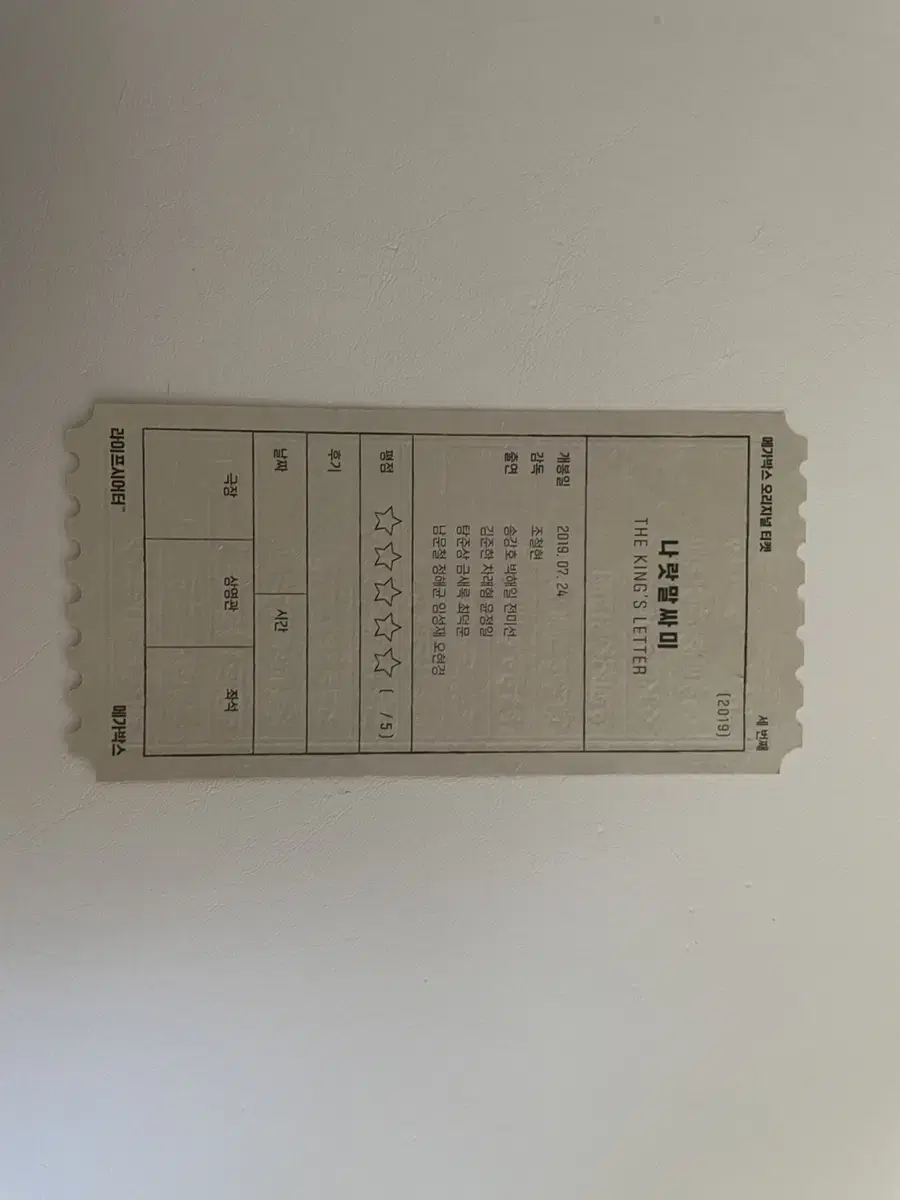 메가박스 오리지널 티켓 세 번째
(2019)
나랏말싸미
THE KING'S LETTER
개봉일 2019. 07. 24
감독 조철현
출연 송강호 박해일 전미선
김준한 차래형 윤정일
탕준상 금새록 최덕문
남문철 정해균 임성재 오현경
평점 ( /5)
후기
날짜 시간
극장 상영관 좌석
라이프시어터™ 메가박스